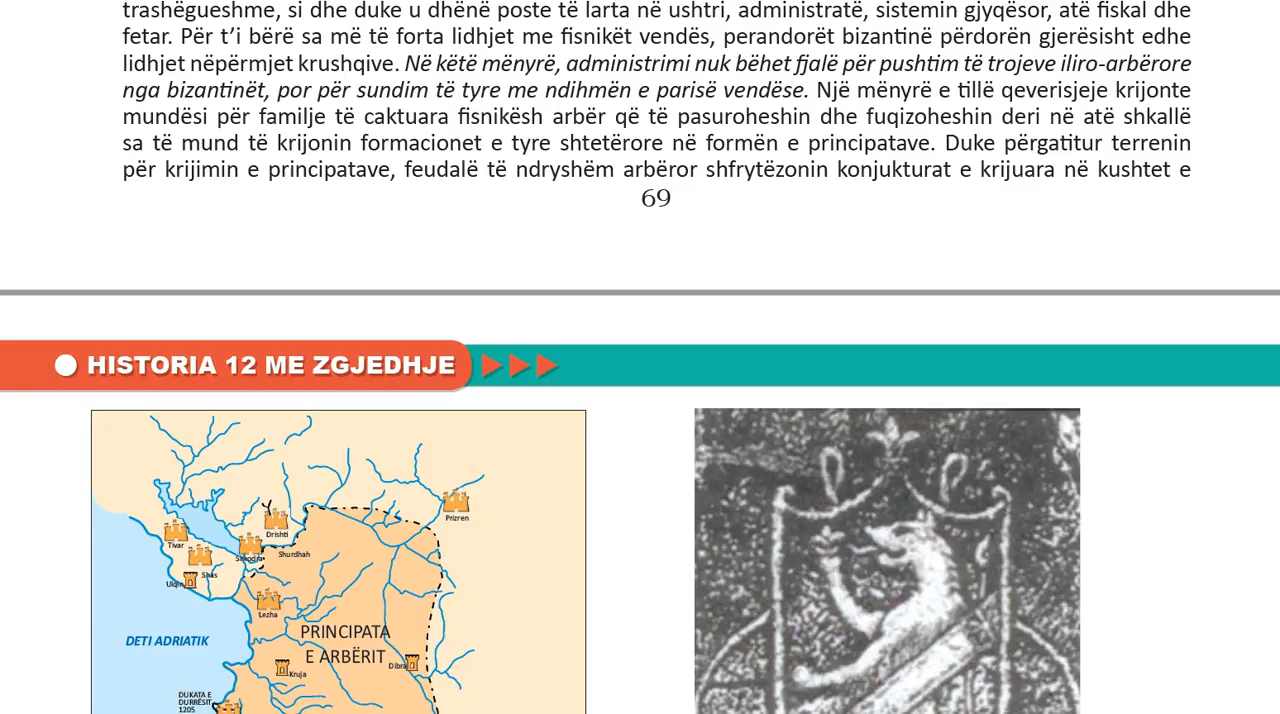 trashëgueshme, si dhe duke u dhënë poste të larta në ushtri, administratë, sistemin gjyqësor, atë fiskal dhe
fetar. Për t'i bërë sa më të forta lidhjet me fisnikët vendës, perandorët bizantinë përdorën gjerësisht edhe
lidhjet nëpërmjet krushqive. Në këtë mënyrë, administrimi nuk bëhet fjalë për pushtim të trojeve iliro-arbërore
nga bizantinët, por për sundim të tyre me ndihmën e parisë vendëse. Një mënyrë e tillë qeverisjeje krijonte
mundësi për familje të caktuara fisnikësh arbër që të pasuroheshin dhe fuqizoheshin deri në atë shkallë
sa të mund të krijonin formacionet e tyre shtetërore në formën e principatave. Duke përgatitur terrenin
për krijimin e principatave, feudalë të ndryshëm arbëror shfrytëzonin konjukturat e krijuara në kushtet e
69
HISTORIA 12 ME ZGJEDHJE
Prizren
Drishti
Tivar
Shkodra
Shurdhah
Shas
Ulqin
Lezha
DETI ADRIATIK
PRINCIPATA
E ARBËRIT
Dibra
Kruja
DUKATA E
DURRËSIT
1205